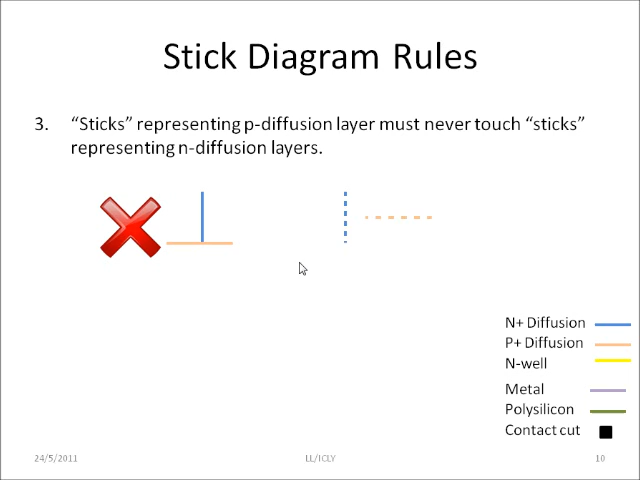 Stick Diagram Rules
3. “Sticks” representing p-diffusion layer must never touch “sticks”
representing n-diffusion layers.
N+ Diffusion
P+ Diffusion
N-well
Metal
Polysilicon
Contact cut
24/5/2011 LL/ICLY 10